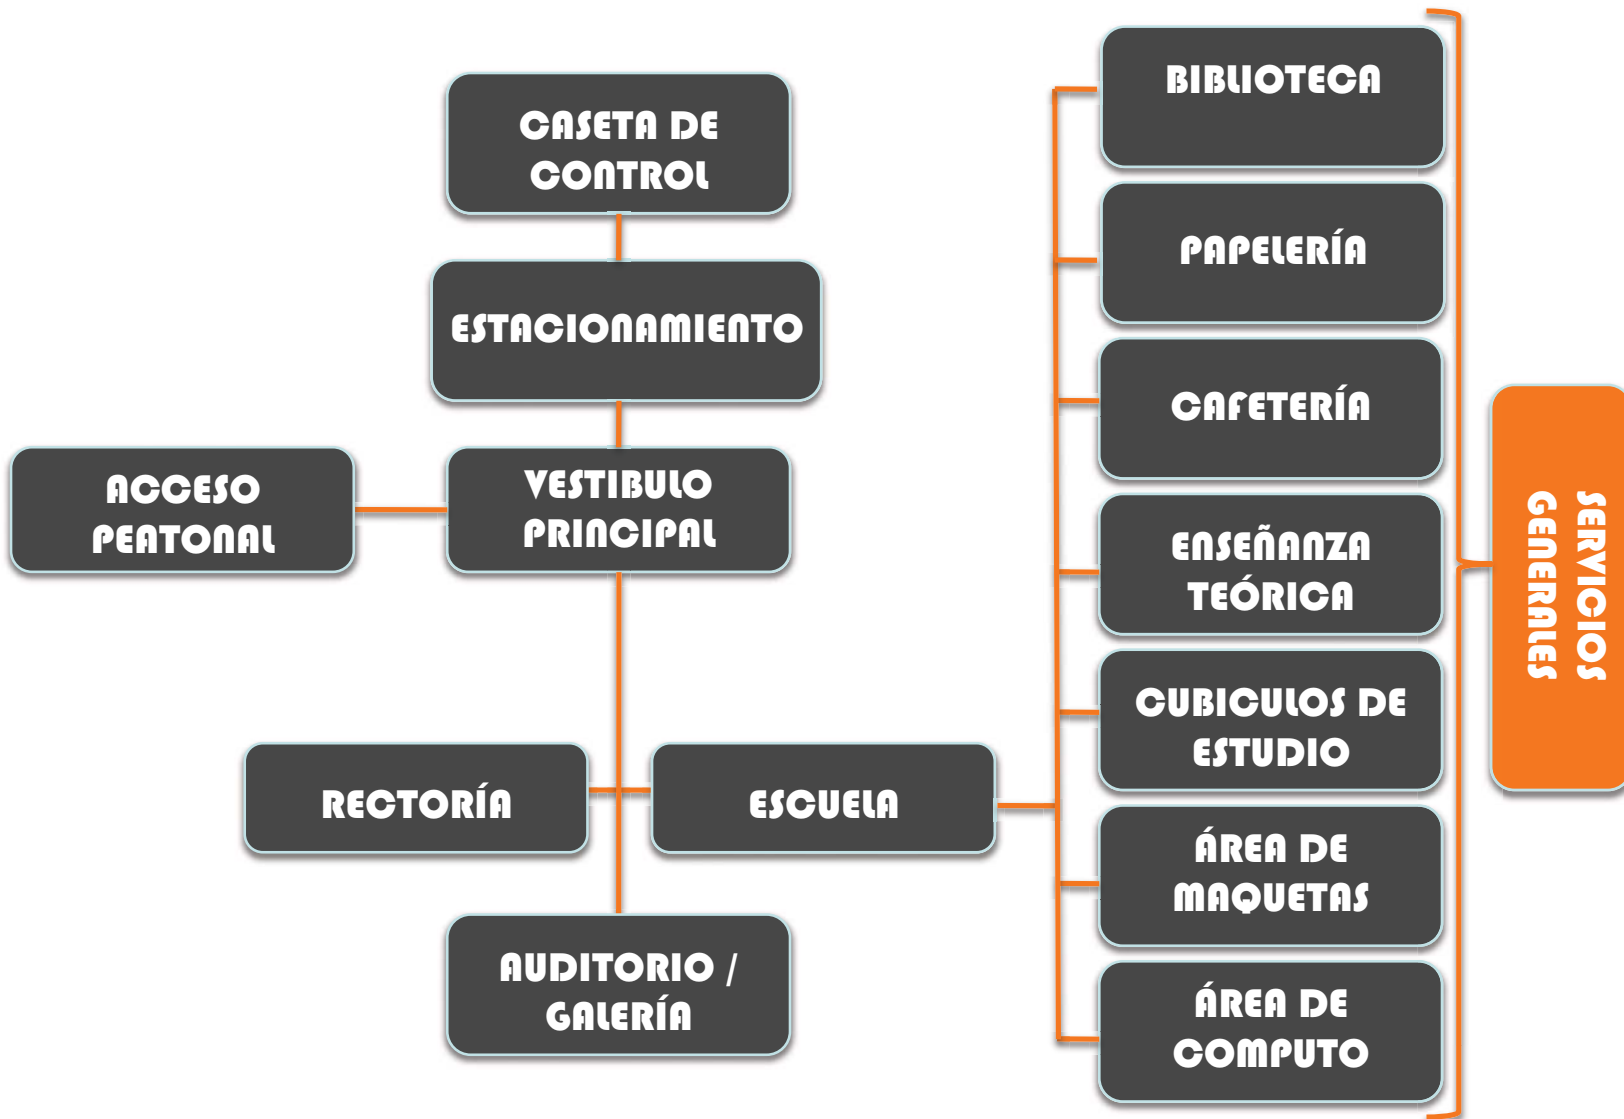 CASETA DE
CONTROL
ESTACIONAMIENTO
ACCESO
PEATONAL
VESTIBULO
PRINCIPAL
RECTORÍA
ESCUELA
AUDITORIO /
GALERÍA
BIBLIOTECA
PAPELERÍA
CAFETERÍA
ENSEÑANZA
TEÓRICA
CUBICULOS DE
ESTUDIO
ÁREA DE
MAQUETAS
ÁREA DE
COMPUTO
SERVICIOS
GENERALES